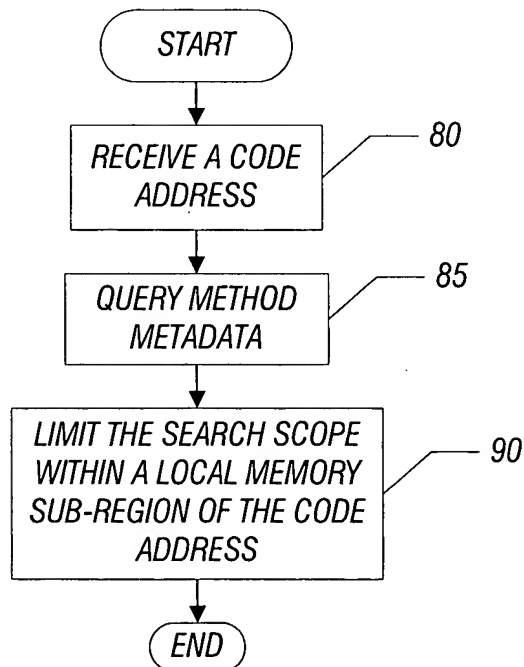 START
RECEIVE A CODE
ADDRESS
80
QUERY METHOD
METADATA
85
LIMIT THE SEARCH SCOPE
WITHIN A LOCAL MEMORY
SUB-REGION OF THE CODE
ADDRESS
90
END